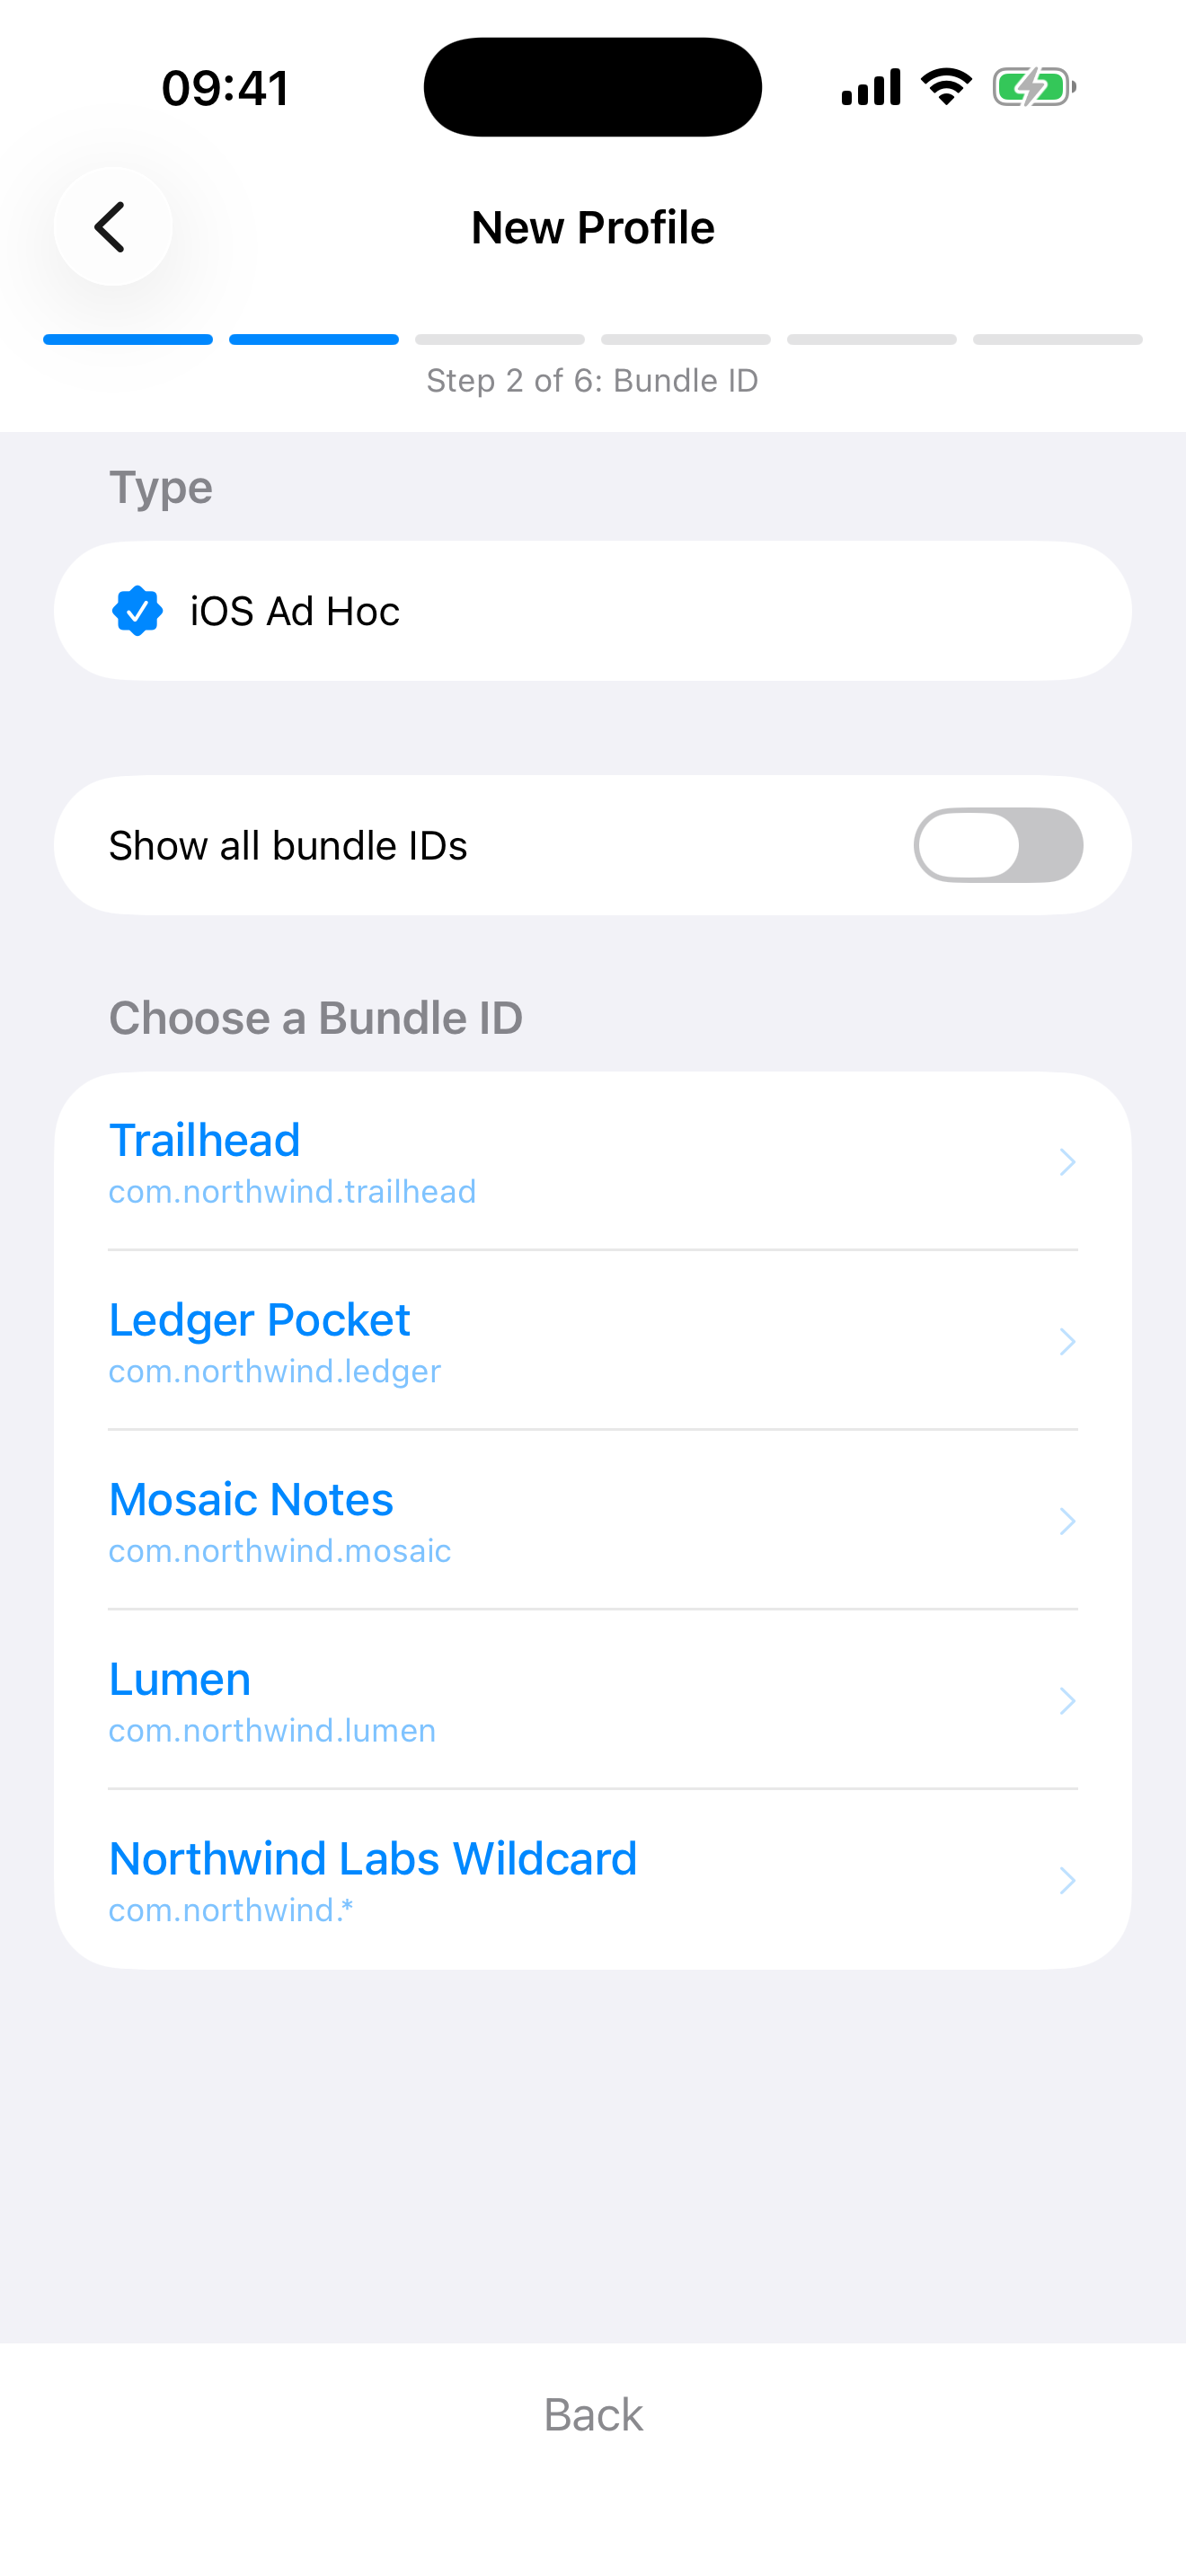 09:41
New Profile
Step 2 of 6: Bundle ID
Type
iOS Ad Hoc
Show all bundle IDs
Choose a Bundle ID
Trailhead
com.northwind.trailhead
Ledger Pocket
com.northwind.ledger
Mosaic Notes
com.northwind.mosaic
Lumen
com.northwind.lumen
Northwind Labs Wildcard
com.northwind.*
Back